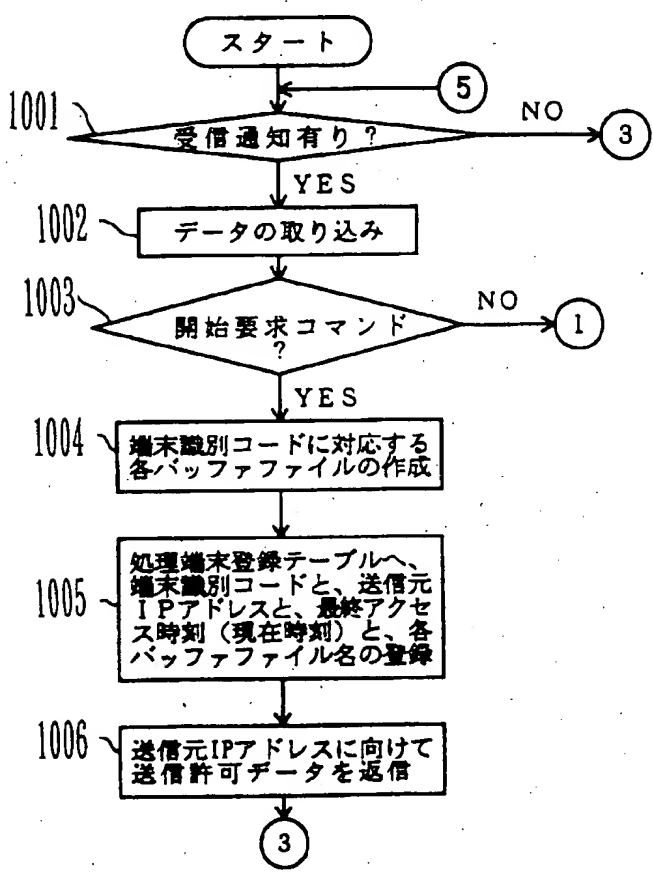 スタート
5
1001
受信通知有り?
NO
3
YES
1002
データの取り込み
1003
開始要求コマンド
?
NO
1
YES
1004
端末識別コードに対応する
各バッファファイルの作成
1005
処理端末登録テーブルへ、
端末識別コードと、送信元
IPアドレスと、最終アクセ
ス時刻(現在時刻)と、各
バッファファイル名の登録
1006
送信元IPアドレスに向けて
送信許可データを返信
3